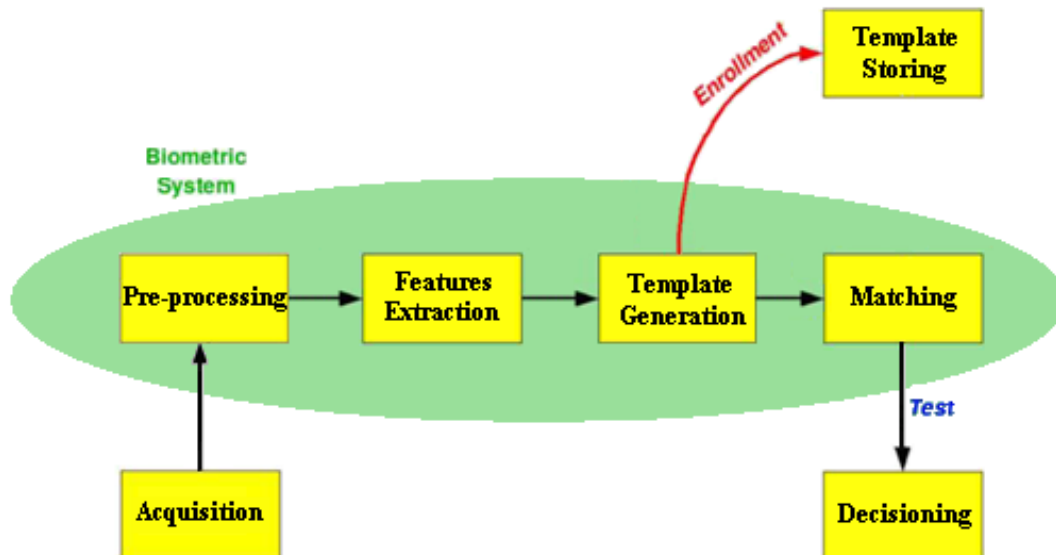 Template
Storing
Enrollment
Biometric
System
Pre-processing
Features
Extraction
Template
Generation
Matching
Test
Acquisition
Decisioning